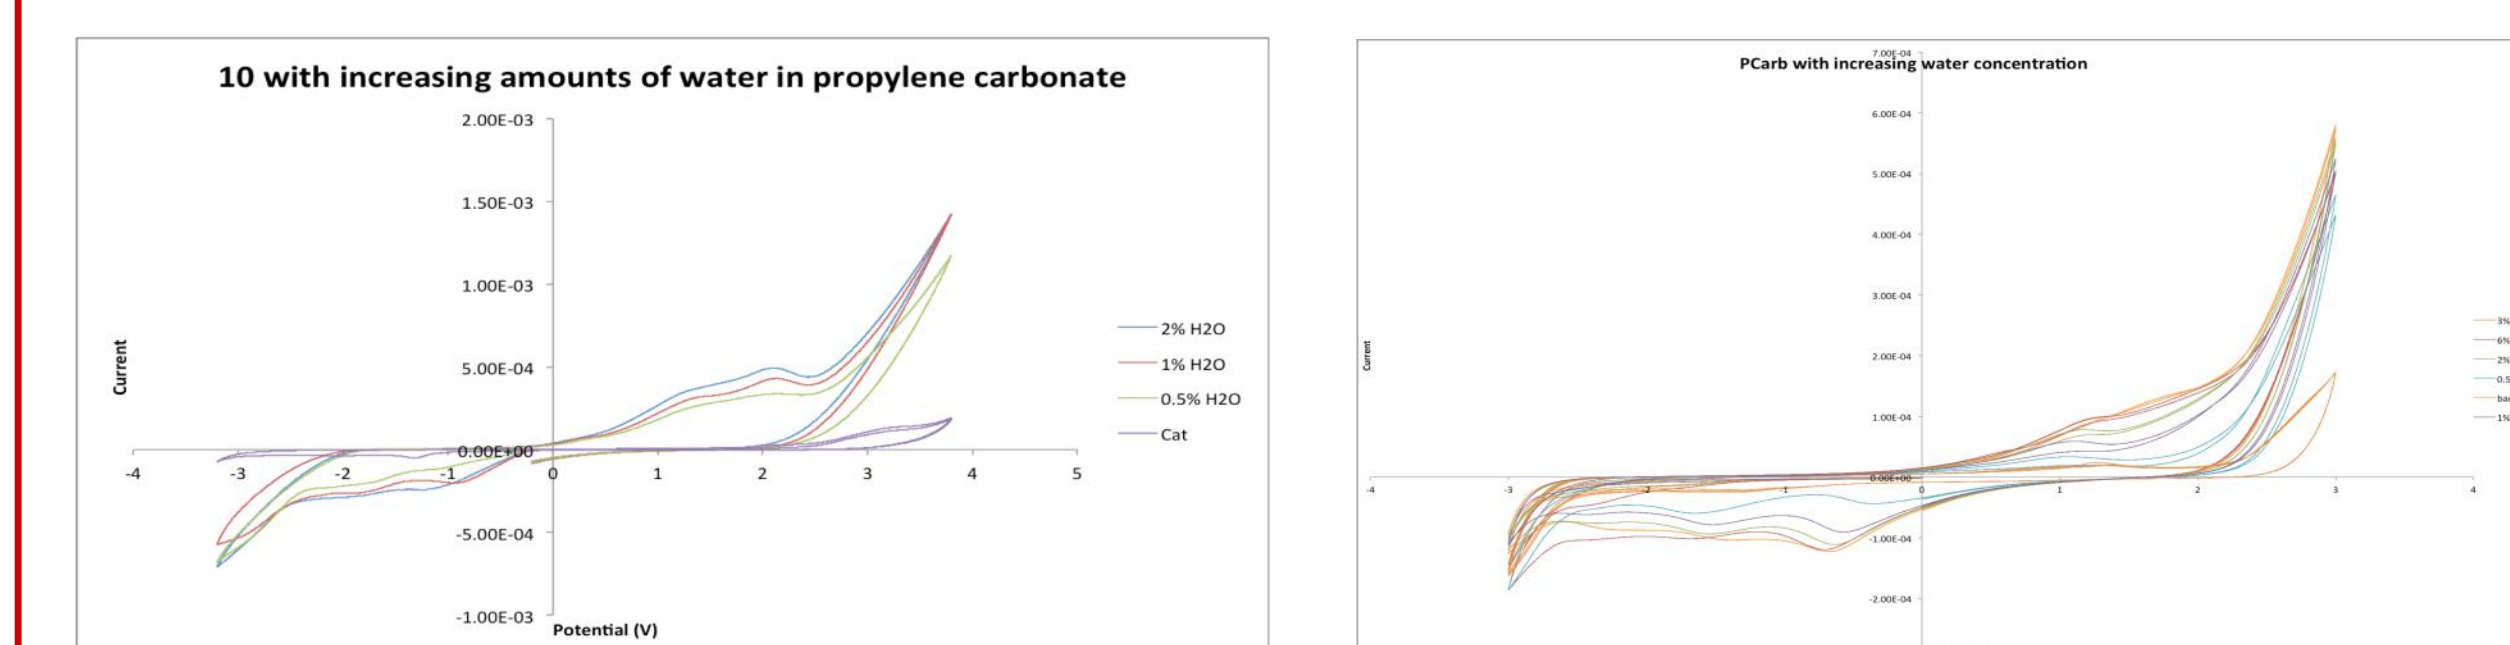 10 with increasing amounts of water in propylene carbonate
2.00E-03
1.50E-03
1.00E-03
5.00E-04
0.00E+00
-5.00E-04
-1.00E-03
-4
-3
-2
-1
0
1
2
3
4
5
Current
Potential (V)
2% H2O
1% H2O
0.5% H2O
Cat
PCarb with increasing water concentration
7.00E-04
6.00E-04
5.00E-04
4.00E-04
3.00E-04
2.00E-04
1.00E-04
0.00E+00
-1.00E-04
-2.00E-04
-4
-3
-2
-1
0
1
2
3
4
Current
3%
6%
2%
0.5
1%